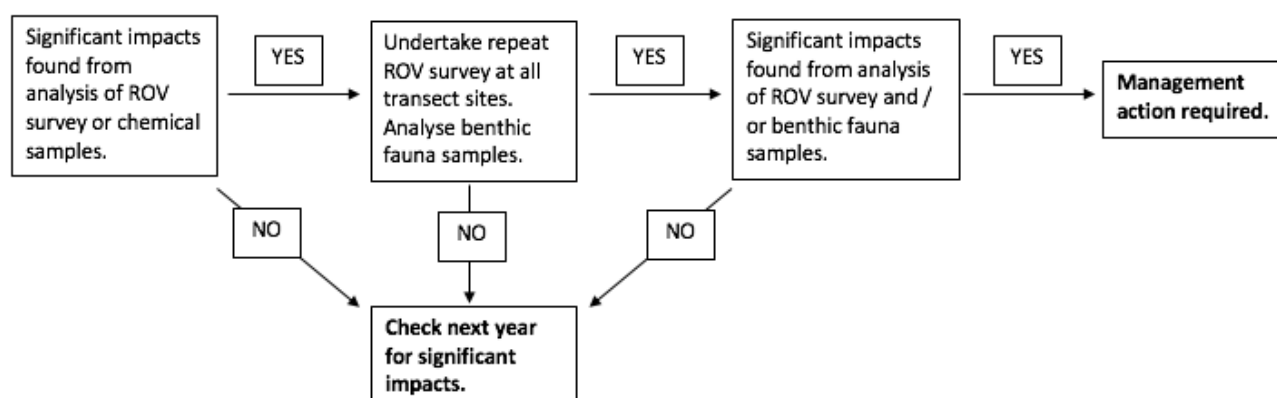 Significant impacts
found from
analysis of ROV
survey or chemical
samples.
YES
Undertake repeat
ROV survey at all
transect sites.
Analyse benthic
fauna samples.
YES
Significant impacts
found from analysis
of ROV survey and /
or benthic fauna
samples.
YES
Management
action required.
NO
NO
NO
Check next year
for significant
impacts.